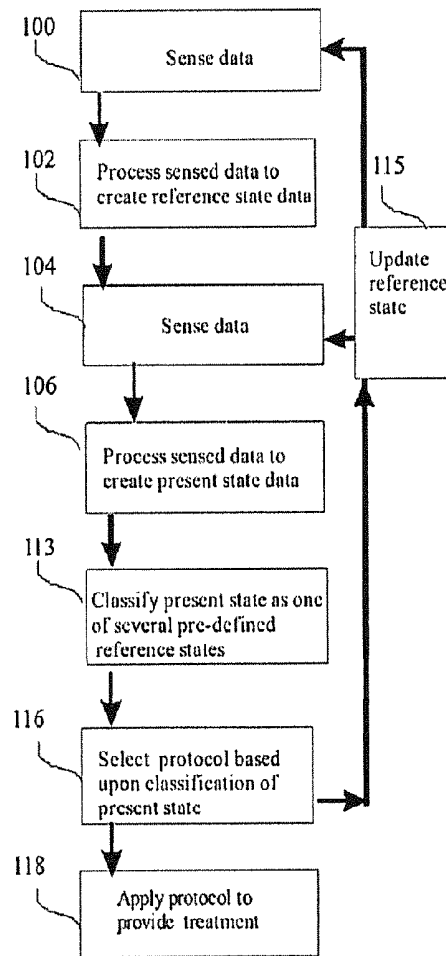 100
Sense data
102
Process sensed data to
create reference state data
115
Update
reference
state
104
Sense data
106
Process sensed data to
create present state data
113
Classify present state as one
of several pre-defined
reference states
116
Select protocol based
upon classification of
present state
118
Apply protocol to
provide treatment